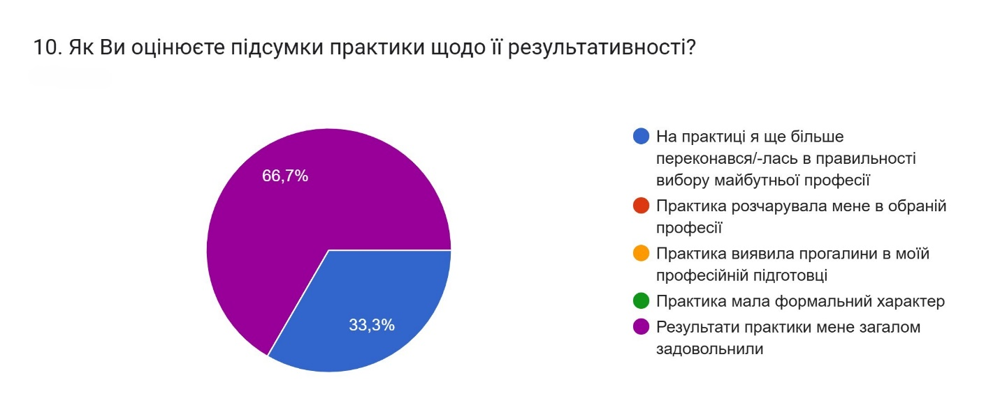 10. Як Ви оцінюєте підсумки практики щодо її результативності?
66,7%
33,3%
На практиці я ще більше
переконався/-лась в правильності
вибору майбутньої професії
Практика розчарувала мене в обраній
професії
Практика виявила прогалини в моїй
професійній підготовці
Практика мала формальний характер
Результати практики мене загалом
задовольнили